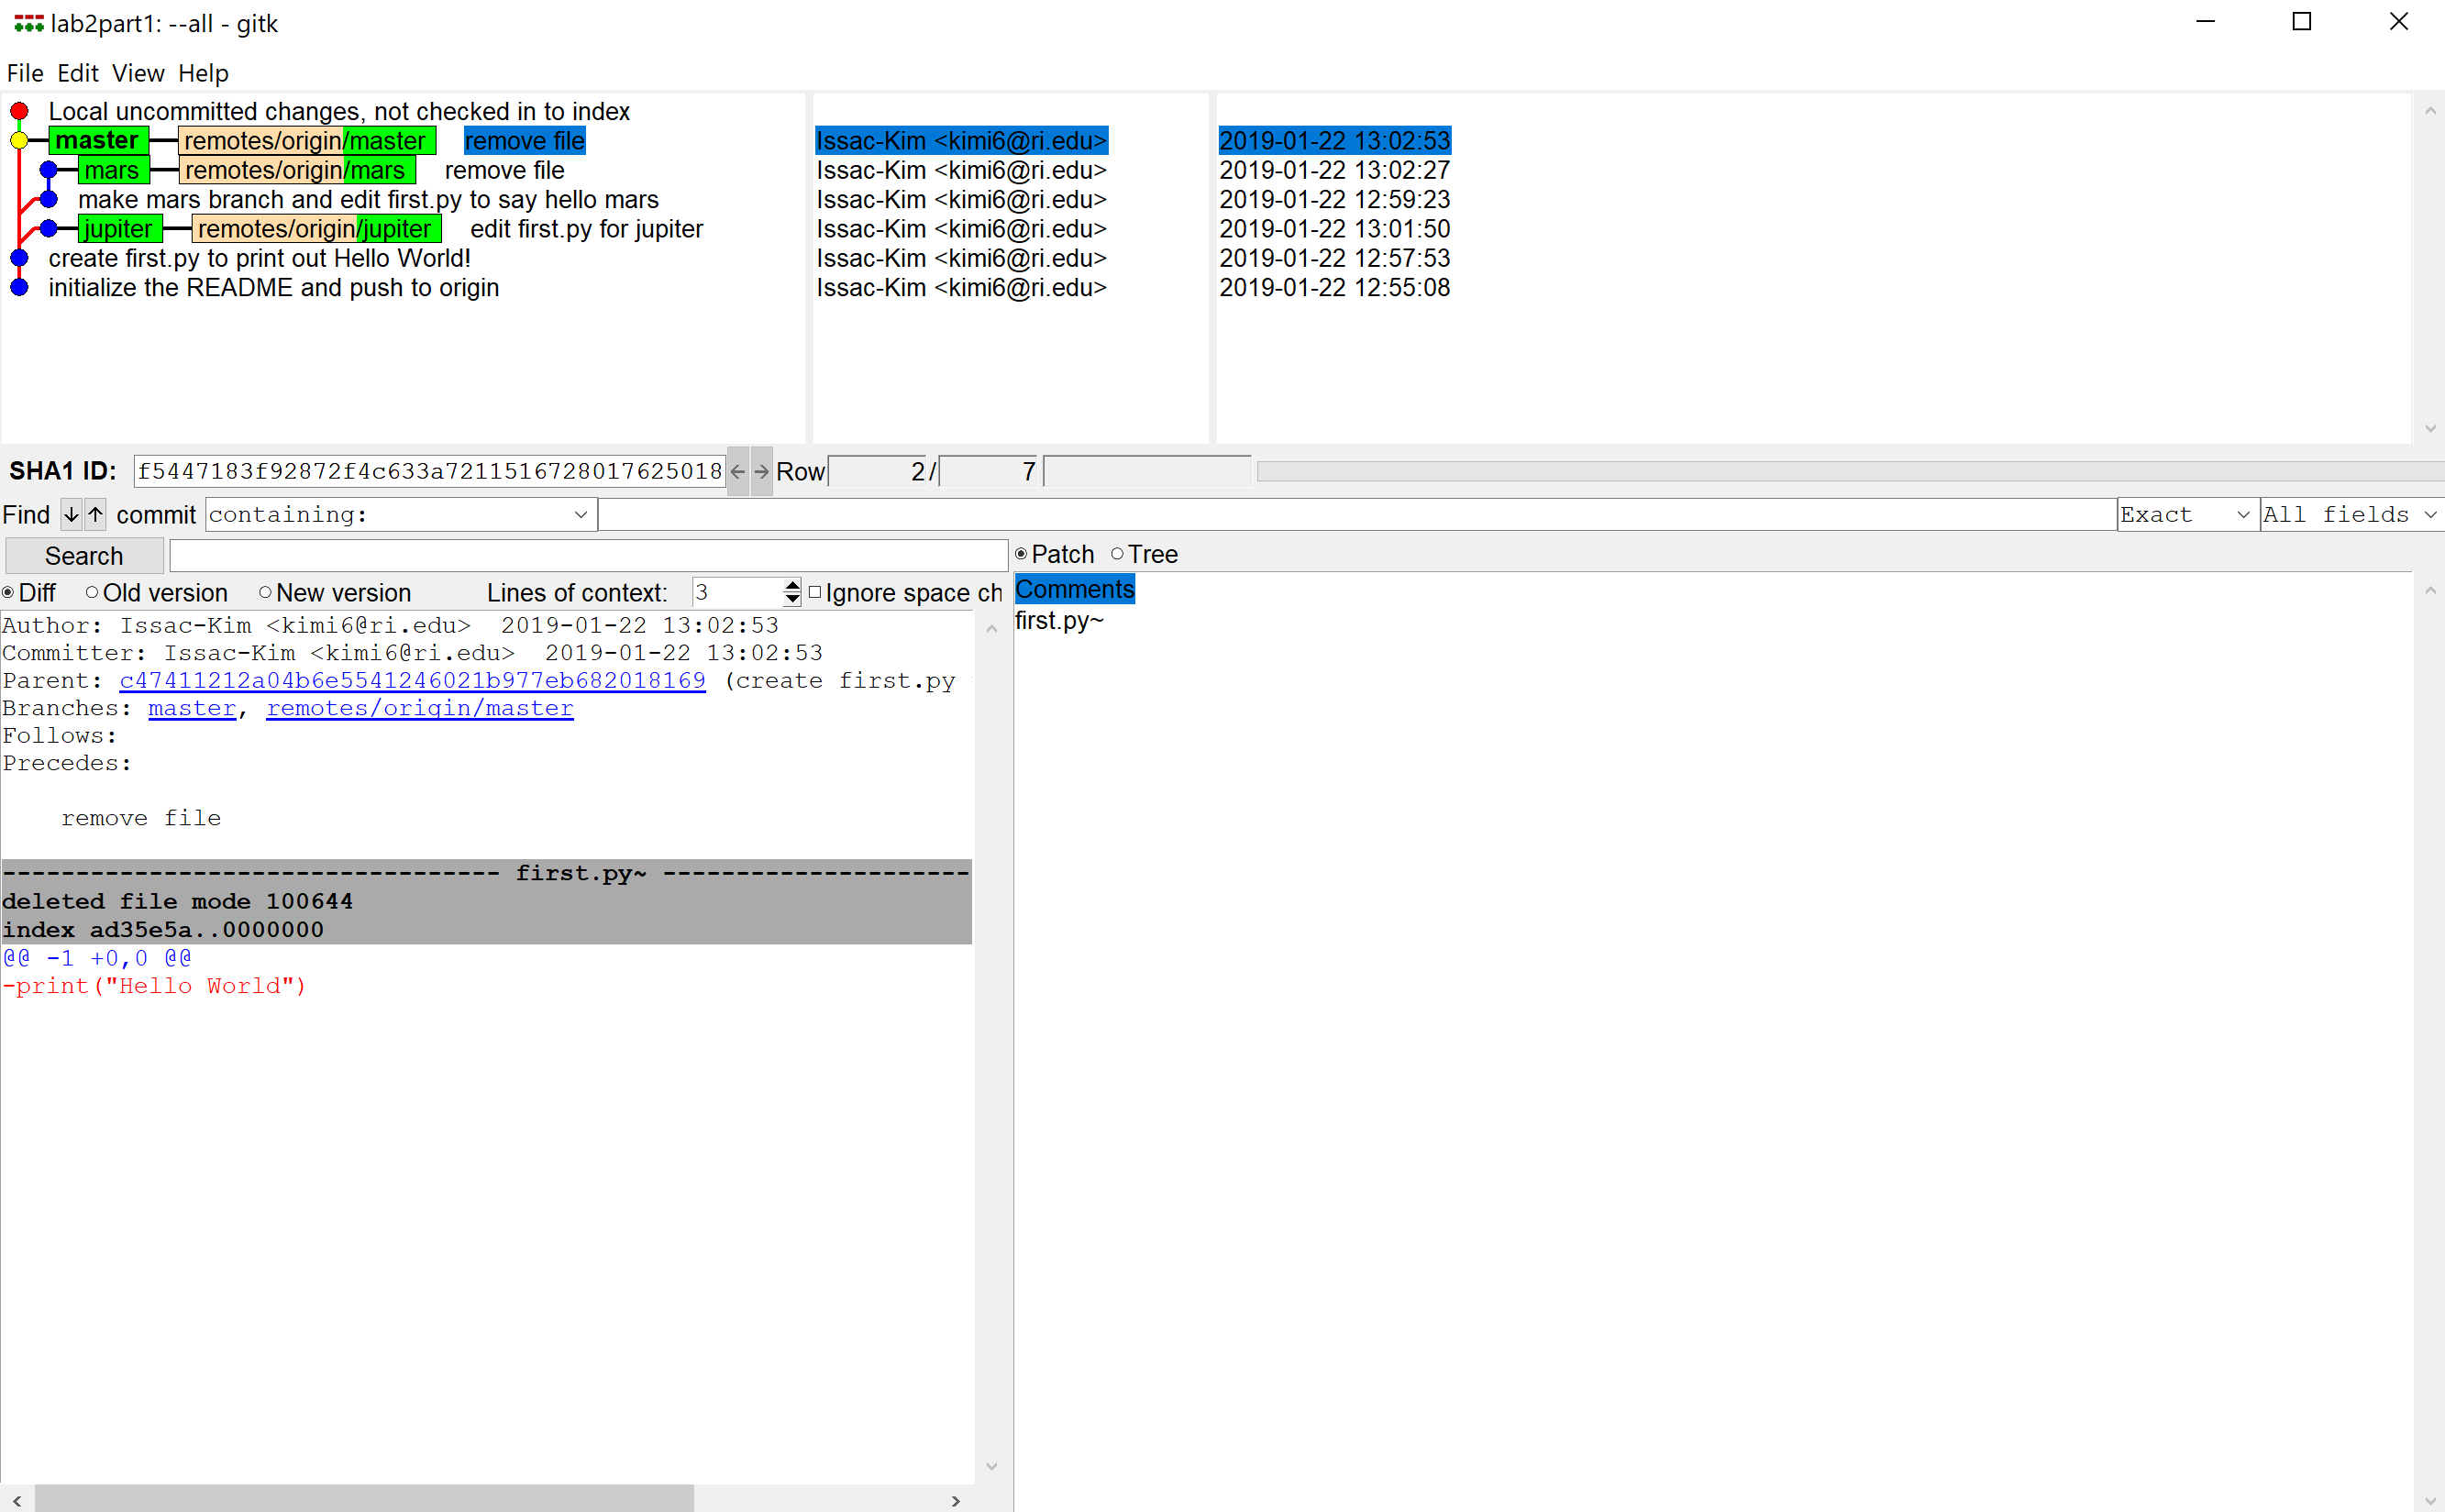 lab2part1: --all - gitk
File Edit View Help
Local uncommitted changes, not checked in to index
master remotes/origin/master remove file Issac-Kim <kimi6@ri.edu> 2019-01-22 13:02:53
mars remotes/origin/mars remove file Issac-Kim <kimi6@ri.edu> 2019-01-22 13:02:27
make mars branch and edit first.py to say hello mars Issac-Kim <kimi6@ri.edu> 2019-01-22 12:59:23
jupiter remotes/origin/jupiter edit first.py for jupiter Issac-Kim <kimi6@ri.edu> 2019-01-22 13:01:50
create first.py to print out Hello World! Issac-Kim <kimi6@ri.edu> 2019-01-22 12:57:53
initialize the README and push to origin Issac-Kim <kimi6@ri.edu> 2019-01-22 12:55:08
SHA1 ID: f5447183f92872f4c633a7211516728017625018 ← → Row 2 / 7
Find ↓ ↑ commit containing: Exact All fields
Search Patch Tree
Diff Old version New version Lines of context: 3 Ignore space ch
Comments
first.py~
Author: Issac-Kim <kimi6@ri.edu> 2019-01-22 13:02:53
Committer: Issac-Kim <kimi6@ri.edu> 2019-01-22 13:02:53
Parent: c47411212a04b6e5541246021b977eb682018169 (create first.py
Branches: master, remotes/origin/master
Follows:
Precedes:
remove file
---------------------------------- first.py~ ---------------------
deleted file mode 100644
index ad35e5a..0000000
@@ -1 +0,0 @@
-print("Hello World")